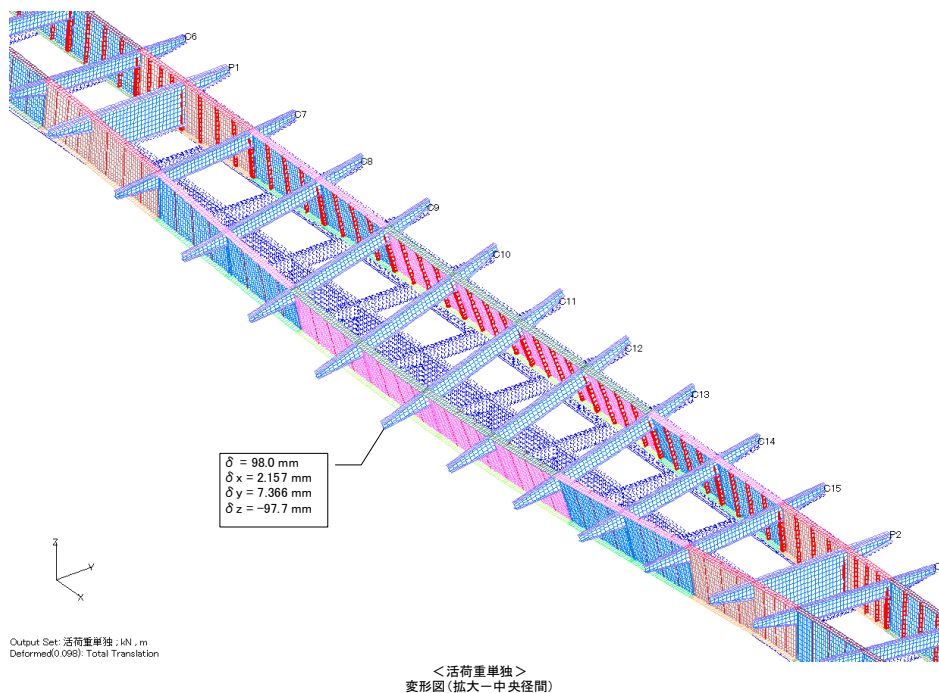 C6
P1
C7
C8
C9
C10
C11
C12
C13
C14
C15
P2
C
δ = 98.0 mm
δx = 2.157 mm
δy = 7.366 mm
δz = -97.7 mm
Z
Y
X
Output Set: 活荷重単独 ; kN , m
Deformed(0.098): Total Translation
＜活荷重単独＞
変形図(拡大－中央径間)